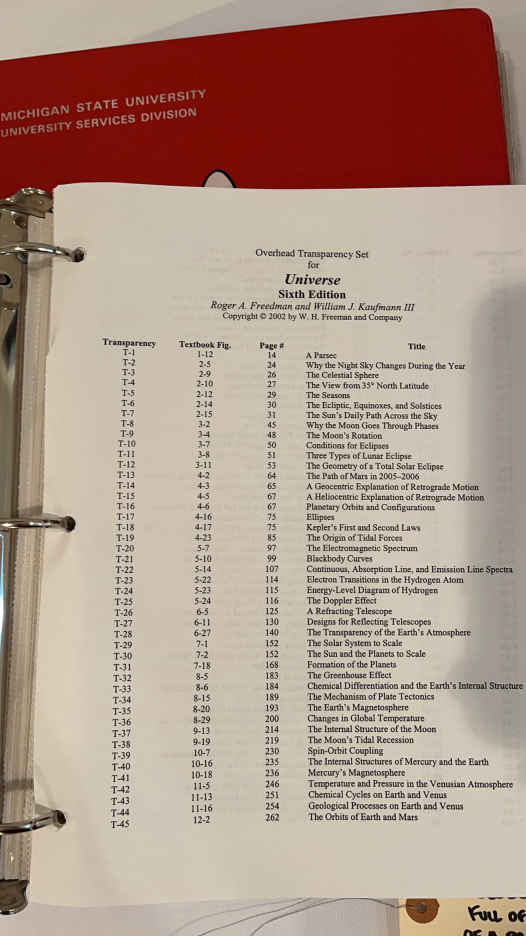 MICHIGAN STATE UNIVERSITY
UNIVERSITY SERVICES DIVISION
Overhead Transparency Set
for
Universe
Sixth Edition
Roger A. Freedman and William J. Kaufmann III
Copyright © 2002 by W. H. Freeman and Company
Transparency Textbook Fig. Page # Title
T-1 1-12 14 A Parsec
T-2 2-5 24 Why the Night Sky Changes During the Year
T-3 2-9 26 The Celestial Sphere
T-4 2-10 27 The View from 35° North Latitude
T-5 2-12 29 The Seasons
T-6 2-14 30 The Ecliptic, Equinoxes, and Solstices
T-7 2-15 31 The Sun's Daily Path Across the Sky
T-8 3-2 45 Why the Moon Goes Through Phases
T-9 3-4 48 The Moon's Rotation
T-10 3-7 50 Conditions for Eclipses
T-11 3-8 51 Three Types of Lunar Eclipse
T-12 3-11 53 The Geometry of a Total Solar Eclipse
T-13 4-2 64 The Path of Mars in 2005–2006
T-14 4-3 65 A Geocentric Explanation of Retrograde Motion
T-15 4-5 67 A Heliocentric Explanation of Retrograde Motion
T-16 4-6 67 Planetary Orbits and Configurations
T-17 4-16 75 Ellipses
T-18 4-17 75 Kepler's First and Second Laws
T-19 4-23 85 The Origin of Tidal Forces
T-20 5-7 97 The Electromagnetic Spectrum
T-21 5-10 99 Blackbody Curves
T-22 5-14 107 Continuous, Absorption Line, and Emission Line Spectra
T-23 5-22 114 Electron Transitions in the Hydrogen Atom
T-24 5-23 115 Energy-Level Diagram of Hydrogen
T-25 5-24 116 The Doppler Effect
T-26 6-5 125 A Refracting Telescope
T-27 6-11 130 Designs for Reflecting Telescopes
T-28 6-27 140 The Transparency of the Earth's Atmosphere
T-29 7-1 152 The Solar System to Scale
T-30 7-2 152 The Sun and the Planets to Scale
T-31 7-18 168 Formation of the Planets
T-32 8-5 183 The Greenhouse Effect
T-33 8-6 184 Chemical Differentiation and the Earth's Internal Structure
T-34 8-15 189 The Mechanism of Plate Tectonics
T-35 8-20 193 The Earth's Magnetosphere
T-36 8-29 200 Changes in Global Temperature
T-37 9-13 214 The Internal Structure of the Moon
T-38 9-19 219 The Moon's Tidal Recession
T-39 10-7 230 Spin-Orbit Coupling
T-40 10-16 235 The Internal Structures of Mercury and the Earth
T-41 10-18 236 Mercury's Magnetosphere
T-42 11-5 246 Temperature and Pressure in the Venusian Atmosphere
T-43 11-13 251 Chemical Cycles on Earth and Venus
T-44 11-16 254 Geological Processes on Earth and Venus
T-45 12-2 262 The Orbits of Earth and Mars
FULL OF